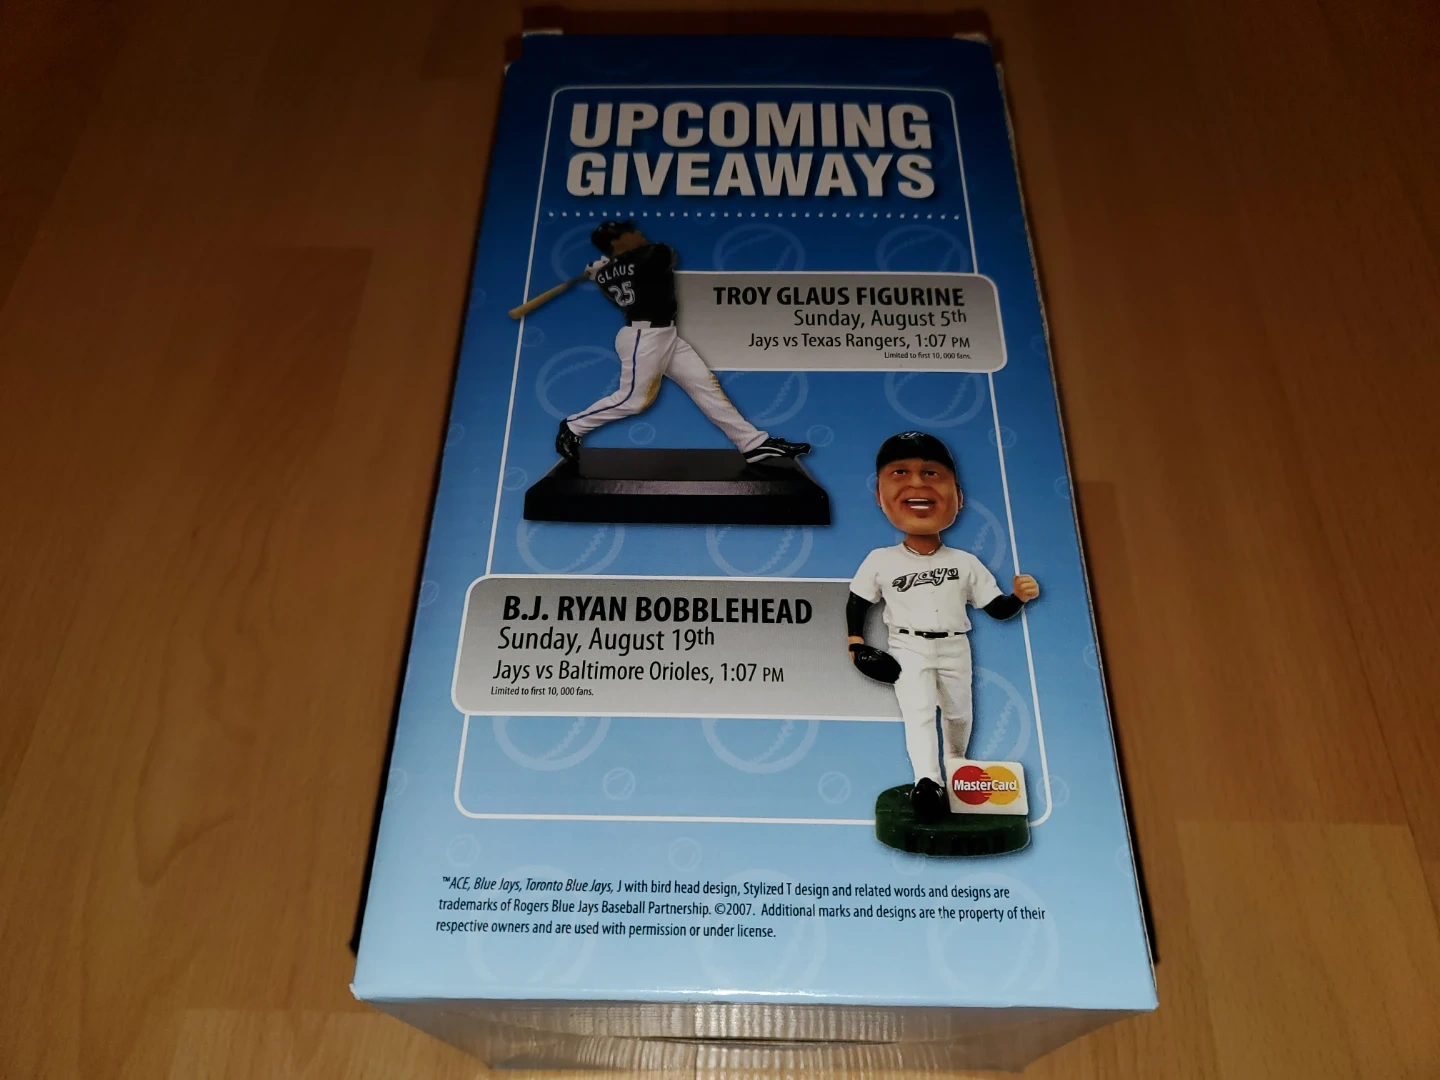 UPCOMING
GIVEAWAYS
GLAUS
25
TROY GLAUS FIGURINE
Sunday, August 5th
Jays vs Texas Rangers, 1:07 PM
Limited to first 10, 000 fans.
Jays
B.J. RYAN BOBBLEHEAD
Sunday, August 19th
Jays vs Baltimore Orioles, 1:07 PM
Limited to first 10, 000 fans.
MasterCard
™ACE, Blue Jays, Toronto Blue Jays, J with bird head design, Stylized T design and related words and designs are
trademarks of Rogers Blue Jays Baseball Partnership. ©2007. Additional marks and designs are the property of their
respective owners and are used with permission or under license.